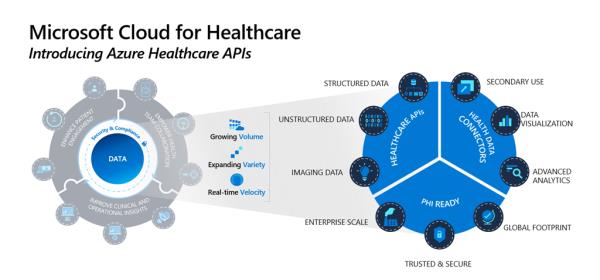 Microsoft Cloud for Healthcare
Introducing Azure Healthcare APIs
ENHANCE PATIENT
ENGAGEMENT
EMPOWER HEALTH
TEAM COLLABORATION
IMPROVE CLINICAL AND
OPERATIONAL INSIGHTS
Security & Compliance
DATA
Growing Volume
Expanding Variety
Real-time Velocity
STRUCTURED DATA
UNSTRUCTURED DATA
IMAGING DATA
ENTERPRISE SCALE
TRUSTED & SECURE
GLOBAL FOOTPRINT
ADVANCED
ANALYTICS
DATA
VISUALIZATION
SECONDARY USE
HEALTHCARE APIs
HEALTH DATA
CONNECTORS
PHI READY